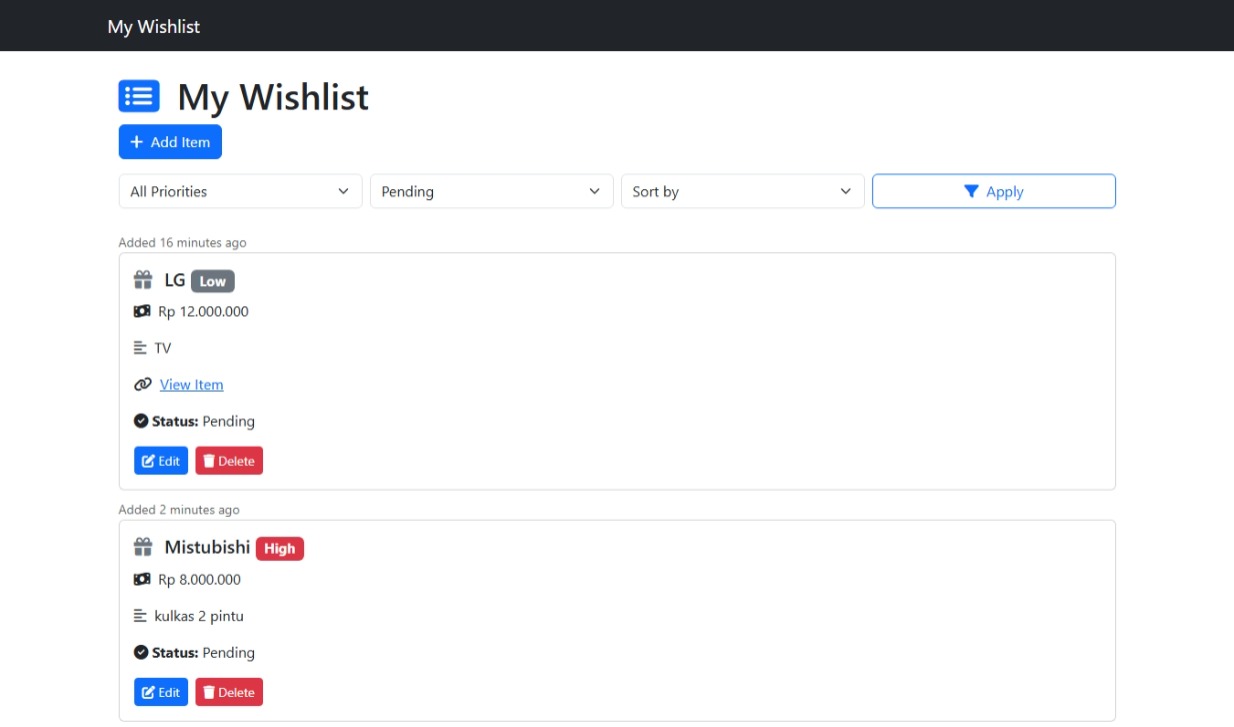 My Wishlist
My Wishlist
Add Item
All Priorities Pending Sort by Apply
Added 16 minutes ago
LG Low
Rp 12.000.000
TV
View Item
Status: Pending
Edit Delete
Added 2 minutes ago
Mistubishi High
Rp 8.000.000
kulkas 2 pintu
Status: Pending
Edit Delete